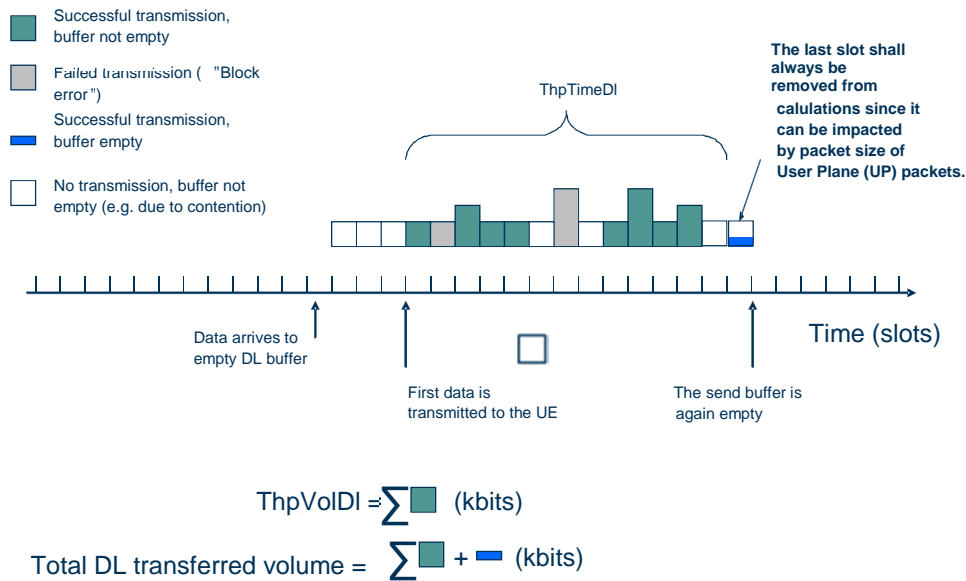 Successful transmission,
buffer not empty
Failed transmission ( "Block
error")
Successful transmission,
buffer empty
No transmission, buffer not
empty (e.g. due to contention)
ThpTimeDl
The last slot shall
always be
removed from
calulations since it
can be impacted
by packet size of
User Plane (UP) packets.
Time (slots)
Data arrives to
empty DL buffer
First data is
transmitted to the UE
The send buffer is
again empty
ThpVolDl = ∑ (kbits)
Total DL transferred volume = ∑ + (kbits)